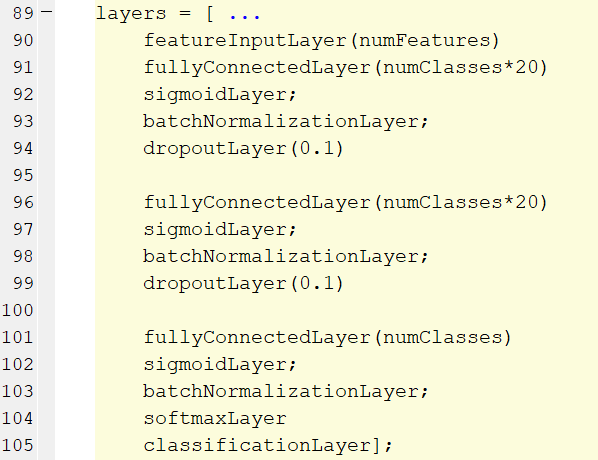 89 – layers = [ ...
90 featureInputLayer(numFeatures)
91 fullyConnectedLayer(numClasses*20)
92 sigmoidLayer;
93 batchNormalizationLayer;
94 dropoutLayer(0.1)
95
96 fullyConnectedLayer(numClasses*20)
97 sigmoidLayer;
98 batchNormalizationLayer;
99 dropoutLayer(0.1)
100
101 fullyConnectedLayer(numClasses)
102 sigmoidLayer;
103 batchNormalizationLayer;
104 softmaxLayer
105 classificationLayer];